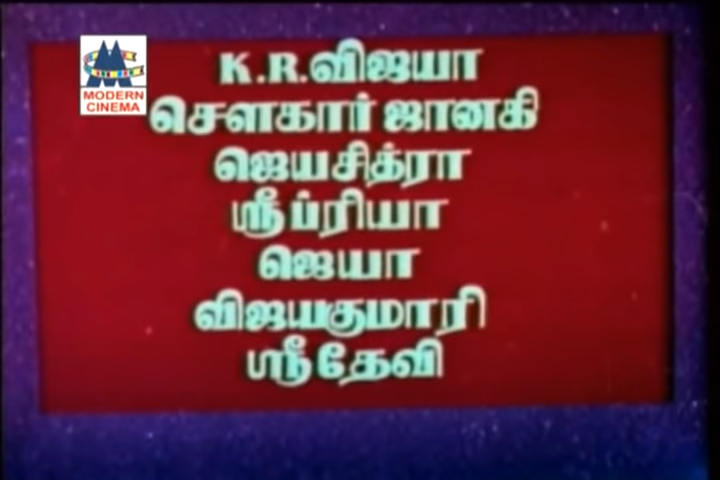 MODERN
CINEMA
K.R.விஜயா
சௌகார் ஜானகி
ஜெயசித்ரா
ஸ்ரீப்ரியா
ஜெயா
விஜயகுமாரி
ஸ்ரீதேவி